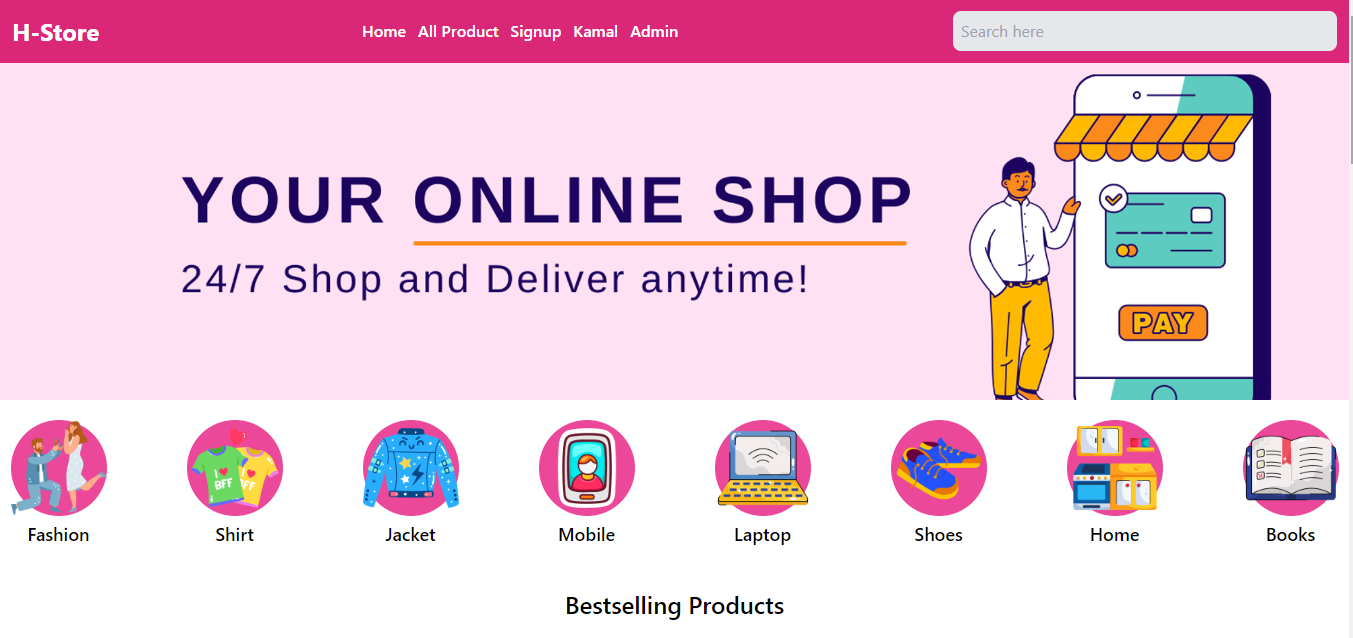 H-Store
Home All Product Signup Kamal Admin
Search here
YOUR ONLINE SHOP
24/7 Shop and Deliver anytime!
PAY
I ♥ BFF
FF
Fashion
Shirt
Jacket
Mobile
Laptop
Shoes
Home
Books
Bestselling Products